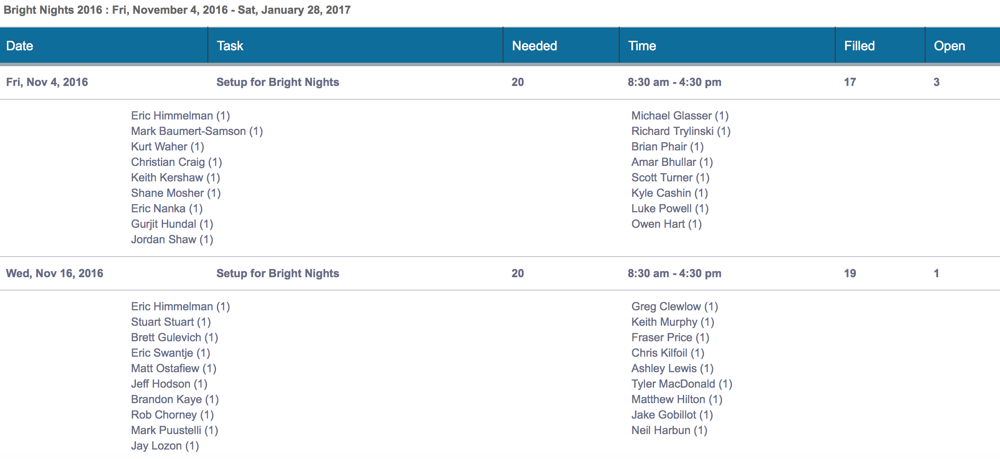 Bright Nights 2016 : Fri, November 4, 2016 - Sat, January 28, 2017
Date Task Needed Time Filled Open
Fri, Nov 4, 2016 Setup for Bright Nights 20 8:30 am - 4:30 pm 17 3
Eric Himmelman (1) Michael Glasser (1)
Mark Baumert-Samson (1) Richard Trylinski (1)
Kurt Waher (1) Brian Phair (1)
Christian Craig (1) Amar Bhullar (1)
Keith Kershaw (1) Scott Turner (1)
Shane Mosher (1) Kyle Cashin (1)
Eric Nanka (1) Luke Powell (1)
Gurjit Hundal (1) Owen Hart (1)
Jordan Shaw (1)
Wed, Nov 16, 2016 Setup for Bright Nights 20 8:30 am - 4:30 pm 19 1
Eric Himmelman (1) Greg Clewlow (1)
Stuart Stuart (1) Keith Murphy (1)
Brett Gulevich (1) Fraser Price (1)
Eric Swantje (1) Chris Kilfoil (1)
Matt Ostafiew (1) Ashley Lewis (1)
Jeff Hodson (1) Tyler MacDonald (1)
Brandon Kaye (1) Matthew Hilton (1)
Rob Chorney (1) Jake Gobillot (1)
Mark Puustelli (1) Neil Harbun (1)
Jay Lozon (1)